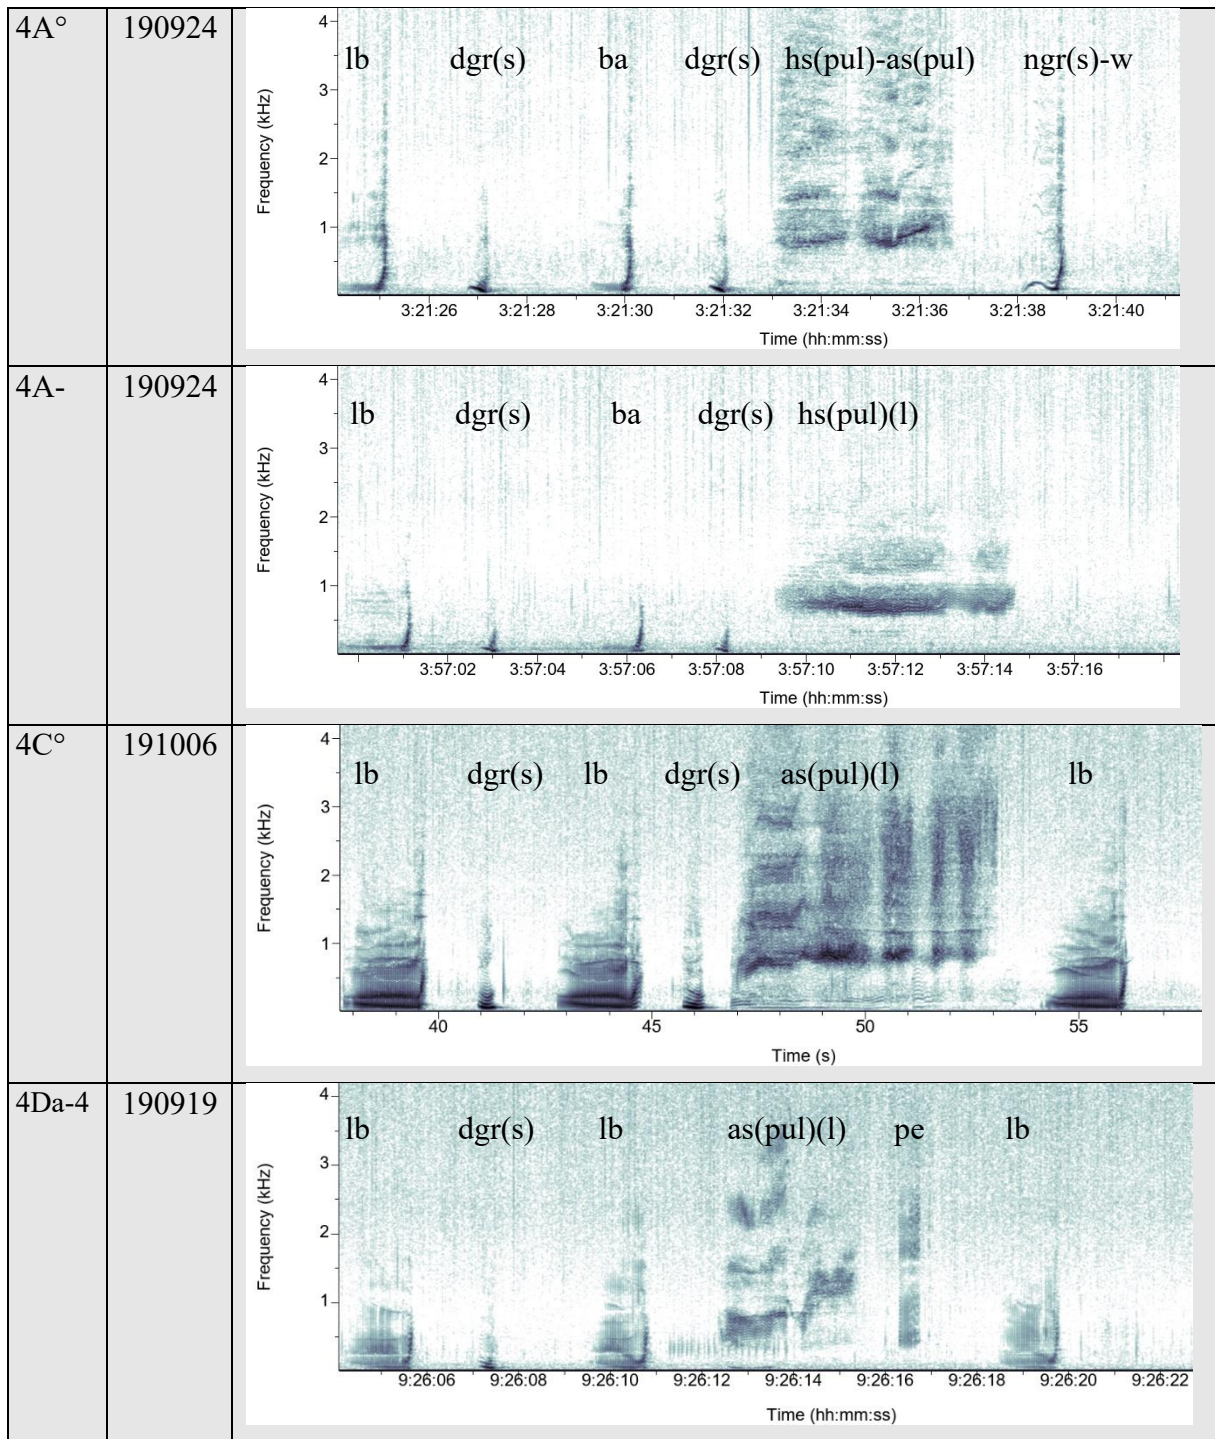 4A° 190924
lb dgr(s) ba dgr(s) hs(pul)-as(pul) ngr(s)-w
Frequency (kHz)
4
3
2
1
3:21:26 3:21:28 3:21:30 3:21:32 3:21:34 3:21:36 3:21:38 3:21:40
Time (hh:mm:ss)
4A- 190924
lb dgr(s) ba dgr(s) hs(pul)(l)
Frequency (kHz)
4
3
2
1
3:57:02 3:57:04 3:57:06 3:57:08 3:57:10 3:57:12 3:57:14 3:57:16
Time (hh:mm:ss)
4C° 191006
lb dgr(s) lb dgr(s) as(pul)(l) lb
Frequency (kHz)
4
3
2
1
40 45 50 55
Time (s)
4Da-4 190919
lb dgr(s) lb as(pul)(l) pe lb
Frequency (kHz)
4
3
2
1
9:26:06 9:26:08 9:26:10 9:26:12 9:26:14 9:26:16 9:26:18 9:26:20 9:26:22
Time (hh:mm:ss)